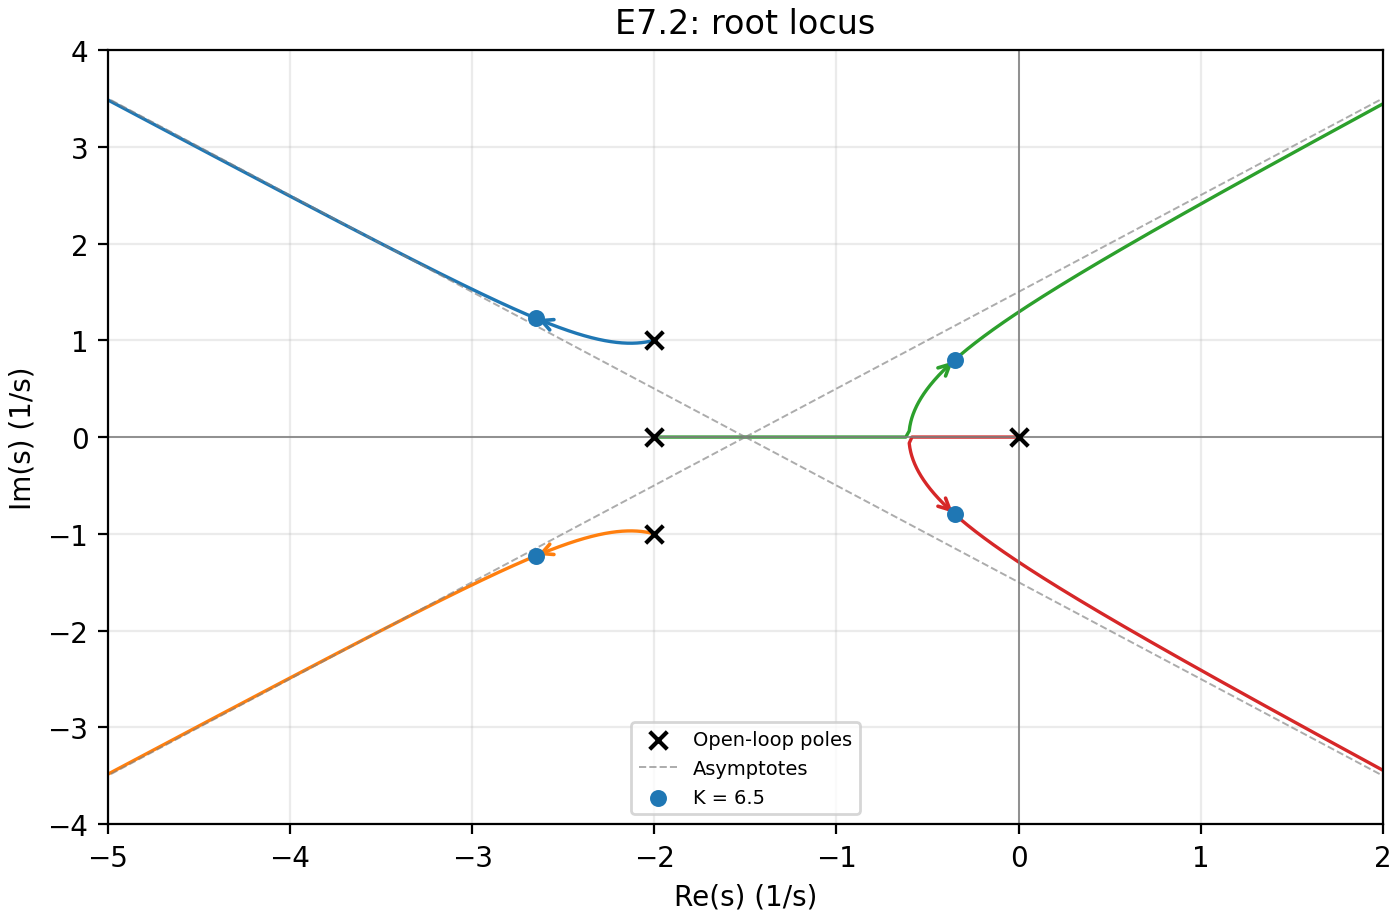 E7.2: root locus
4
3
2
1
0
−1
−2
−3
−4
Im(s) (1/s)
−5
−4
−3
−2
−1
0
1
2
Re(s) (1/s)
Open-loop poles
Asymptotes
K = 6.5